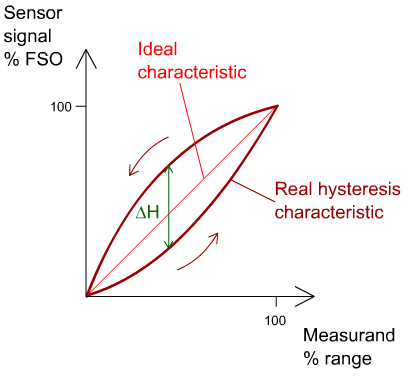 Sensor
signal
% FSO
Ideal
characteristic
100
ΔH
Real hysteresis
characteristic
100
Measurand
% range